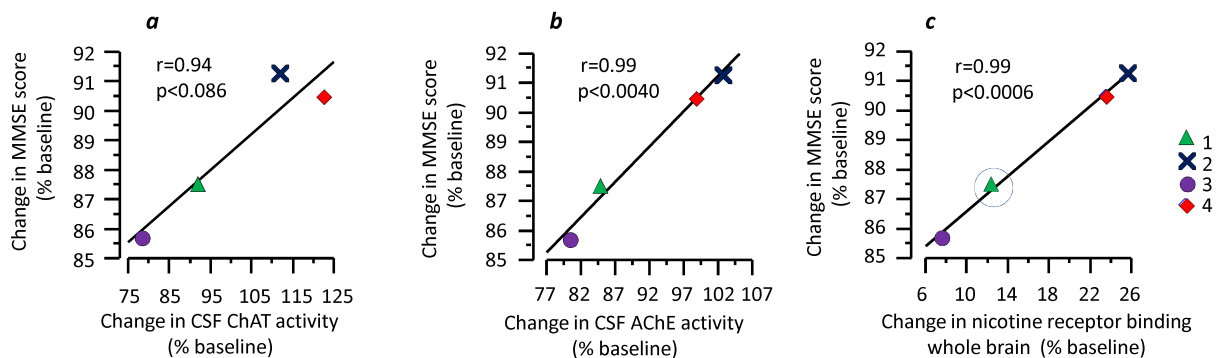 a
92
91
90
89
88
87
86
85
r=0.94
p<0.086
Change in MMSE score
(% baseline)
75 85 95 105 115 125
Change in CSF ChAT activity
(% baseline)
b
92
91
90
89
88
87
86
85
r=0.99
p<0.0040
Change in MMSE score
(% baseline)
77 82 87 92 97 102 107
Change in CSF AChE activity
(% baseline)
c
92
91
90
89
88
87
86
85
r=0.99
p<0.0006
Change in MMSE score
(% baseline)
6 10 14 18 22 26
Change in nicotine receptor binding
whole brain (% baseline)
1
2
3
4